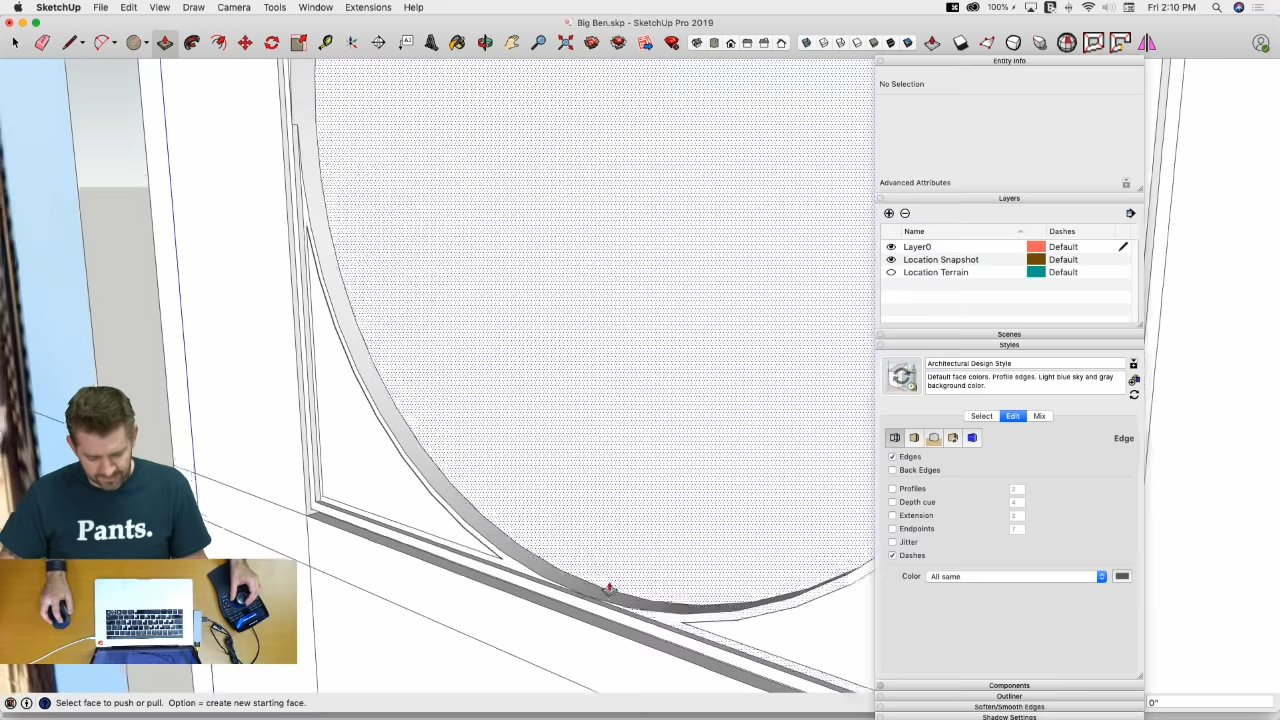 SketchUp File Edit View Draw Camera Tools Window Extensions Help 100% Fri 2:10 PM
Big Ben.skp - SketchUp Pro 2019
Entity Info
No Selection
Advanced Attributes
Layers
Name Dashes
Layer0 Default
Location Snapshot Default
Location Terrain Default
Scenes
Styles
Architectural Design Style
Default face colors. Profile edges. Light blue sky and gray
background color.
Select Edit Mix
Edge
Edges
Back Edges
Profiles
Depth cue 4
Extension
Endpoints 7
Jitter
Dashes
Color All same
Components
Outliner
Soften/Smooth Edges
Shadow Settings
Pants.
Select face to push or pull. Option = create new starting face. 0"